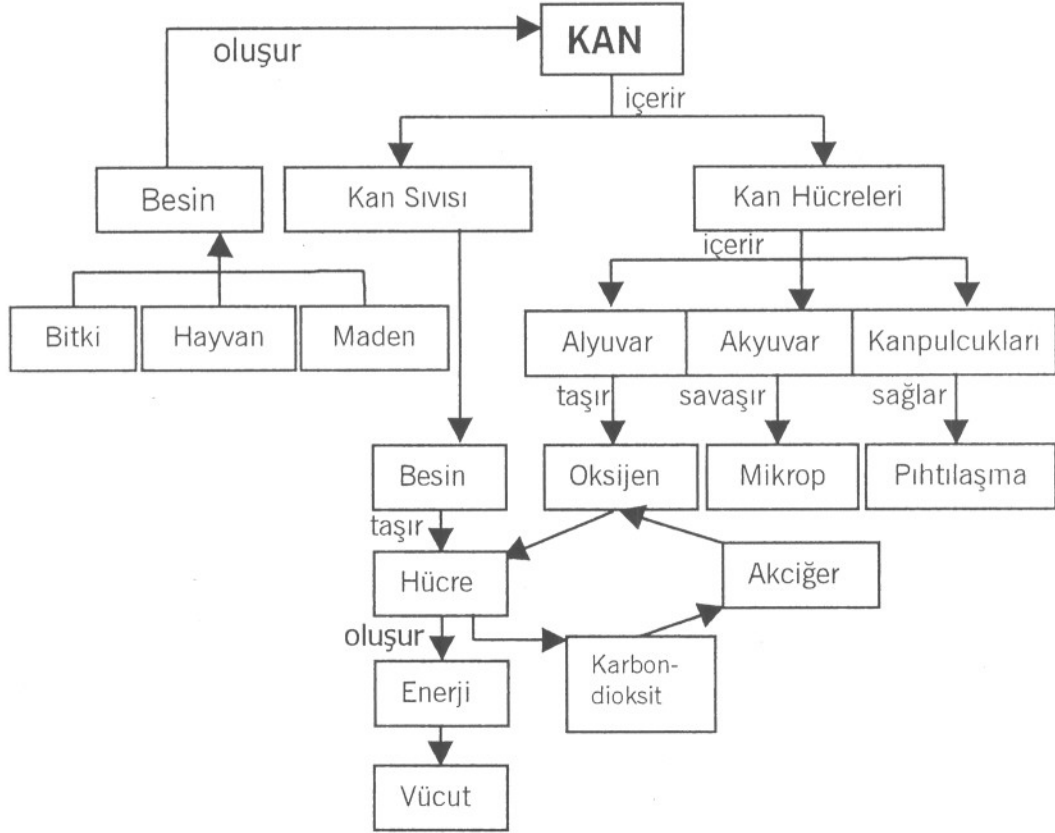 KAN
oluşur
içerir
Besin
Kan Sıvısı
Kan Hücreleri
içerir
Bitki
Hayvan
Maden
Alyuvar
Akyuvar
Kanpulcukları
taşır
savaşır
sağlar
Besin
Oksijen
Mikrop
Pıhtılaşma
taşır
Hücre
Akciğer
oluşur
Karbon-
dioksit
Enerji
Vücut